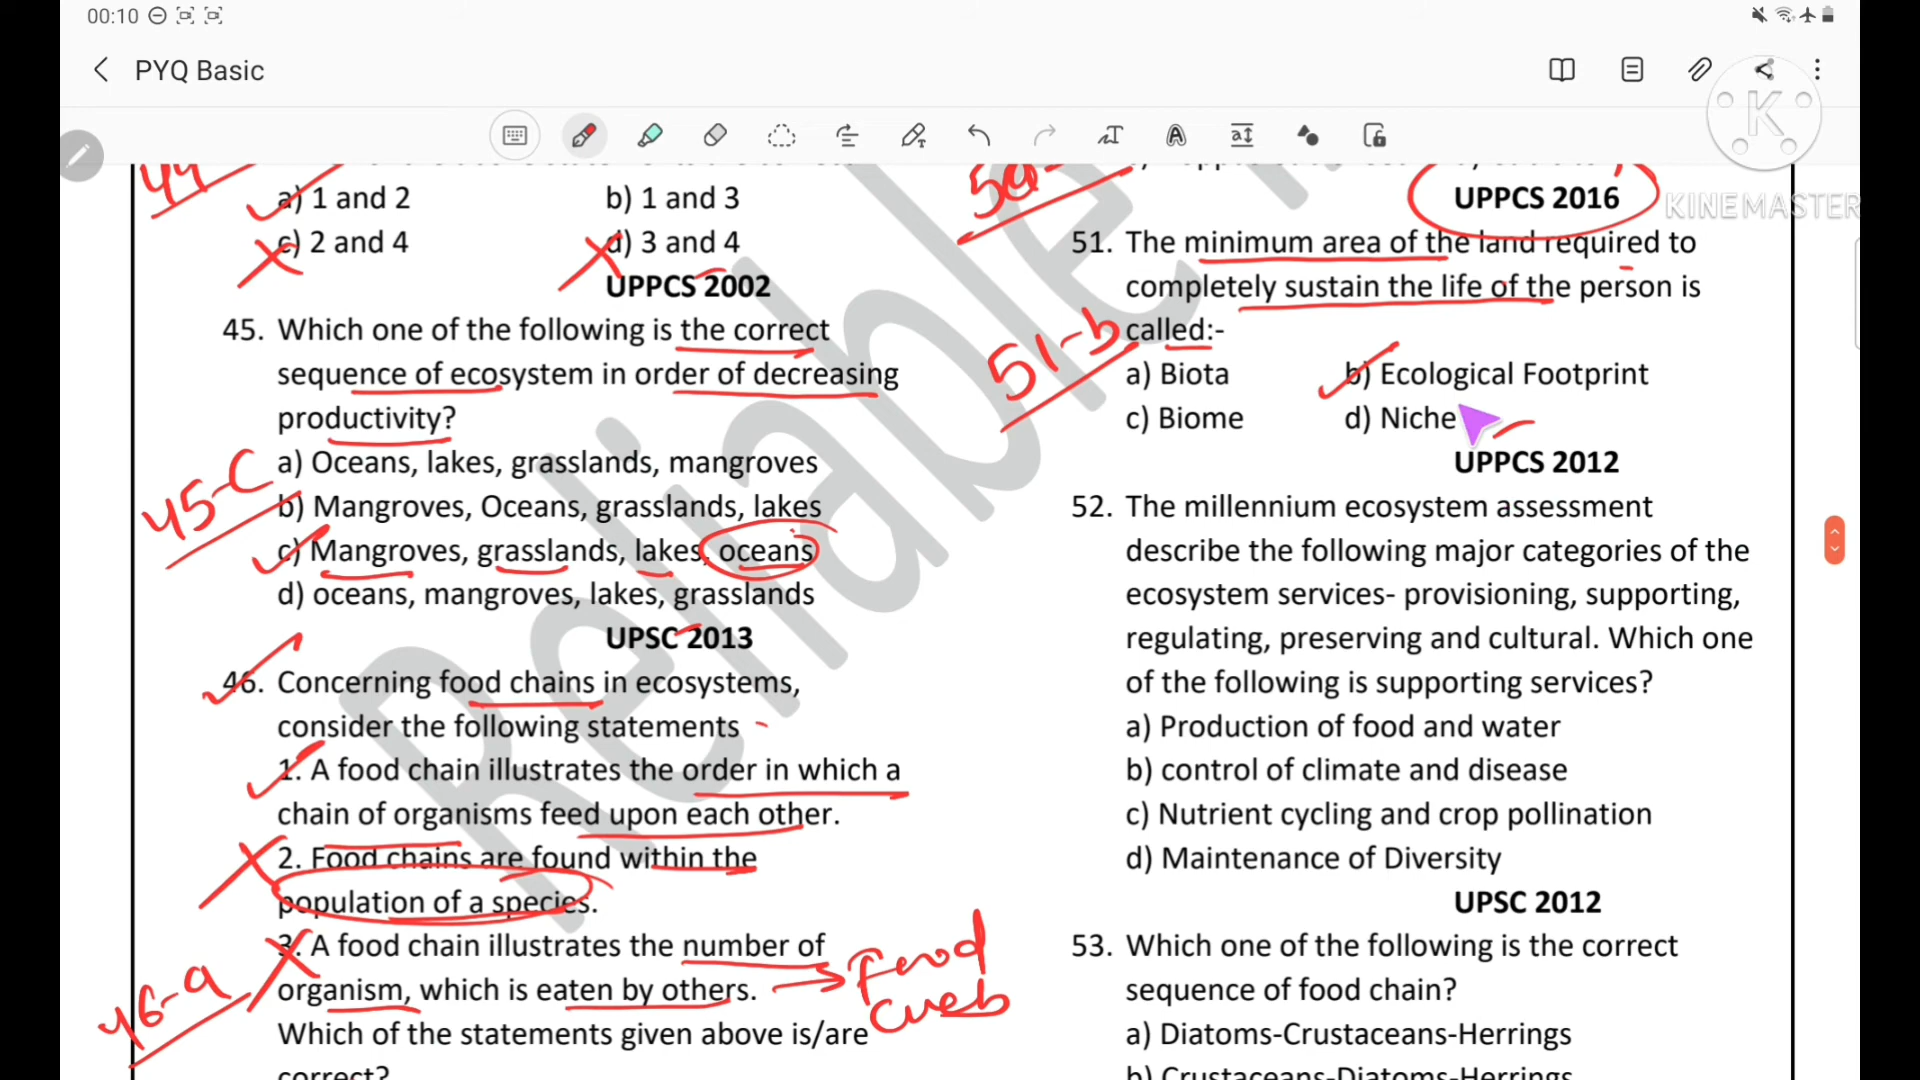 00:10
PYQ Basic
K
KINEMASTER
44
a) 1 and 2 b) 1 and 3
c) 2 and 4 d) 3 and 4
UPPCS 2002
45. Which one of the following is the correct
sequence of ecosystem in order of decreasing
productivity?
45-C
a) Oceans, lakes, grasslands, mangroves
b) Mangroves, Oceans, grasslands, lakes
c) Mangroves, grasslands, lakes, oceans
d) oceans, mangroves, lakes, grasslands
UPSC 2013
46. Concerning food chains in ecosystems,
consider the following statements
1. A food chain illustrates the order in which a
chain of organisms feed upon each other.
2. Food chains are found within the
population of a species.
3. A food chain illustrates the number of
organism, which is eaten by others.
Food
web
46-a
Which of the statements given above is/are
correct?
UPPCS 2016
51. The minimum area of the land required to
completely sustain the life of the person is
called:-
51-b
a) Biota b) Ecological Footprint
c) Biome d) Niche
UPPCS 2012
52. The millennium ecosystem assessment
describe the following major categories of the
ecosystem services- provisioning, supporting,
regulating, preserving and cultural. Which one
of the following is supporting services?
a) Production of food and water
b) control of climate and disease
c) Nutrient cycling and crop pollination
d) Maintenance of Diversity
UPSC 2012
53. Which one of the following is the correct
sequence of food chain?
a) Diatoms-Crustaceans-Herrings
b) Crustaceans-Diatoms-Herrings
Reliable